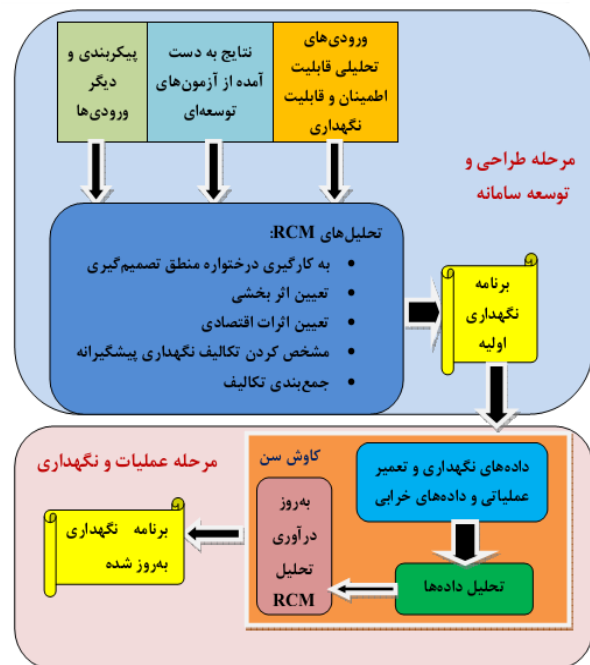 ورودی‌های
تحلیلی قابلیت
اطمینان و قابلیت
نگهداری
نتایج به دست
آمده از آزمون‌های
توسعه‌ای
پیکربندی و
دیگر
ورودی‌ها
مرحله طراحی و
توسعه سامانه
تحلیل‌های RCM:
• به کارگیری درختواره منطق تصمیم‌گیری
• تعیین اثر بخشی
• تعیین اثرات اقتصادی
• مشخص کردن تکالیف نگهداری پیشگیرانه
• جمع‌بندی تکالیف
برنامه
نگهداری
اولیه
مرحله عملیات و نگهداری
کاوش سن
داده‌های نگهداری و تعمیر
عملیاتی و داده‌های خرابی
تحلیل داده‌ها
به‌روز
درآوری
تحلیل
RCM
برنامه نگهداری
به‌روز شده